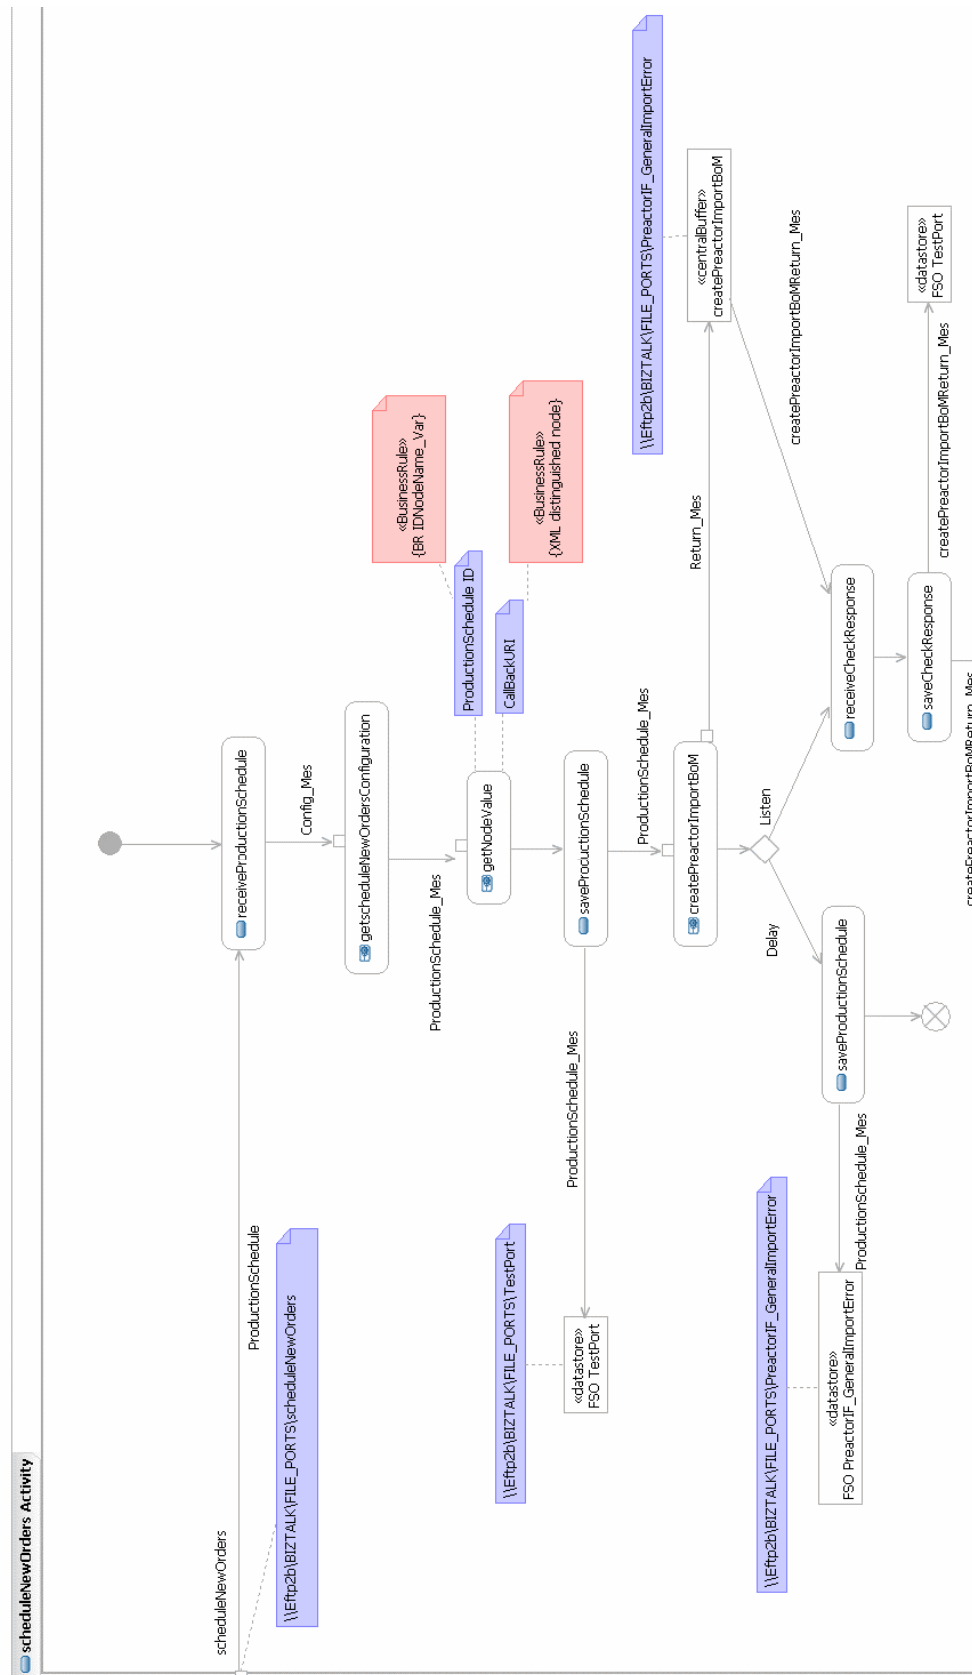 scheduleNewOrders Activity
scheduleNewOrders
ProductionSchedule
\\Eftp2b\BIZTALK\FILE_PORTS\scheduleNewOrders
receiveProductionSchedule
Config_Mes
getscheduleNewOrdersConfiguration
ProductionSchedule_Mes
«BusinessRule»
{BR IDNodeName_Var}
ProductionSchedule ID
getNodeValue
CallBackURI
«BusinessRule»
{XML distinguished node}
\\Eftp2b\BIZTALK\FILE_PORTS\TestPort
«datastore»
FSO TestPort
ProductionSchedule_Mes
saveProcuctionSchedule
ProductionSchedule_Mes
\\Eftp2b\BIZTALK\FILE_PORTS\PreactorIF_GeneralImportError
createPreactorImportBoM
Return_Mes
«centralBuffer»
createPreactorImportBoM
Delay
Listen
createPreactorImportBoMReturn_Mes
\\Eftp2b\BIZTALK\FILE_PORTS\PreactorIF_GeneralImportError
«datastore»
FSO PreactorIF_GeneralImportError
ProductionSchedule_Mes
saveProductionSchedule
receiveCheckResponse
saveCheckResponse
createPreactorImportBoMReturn_Mes
«datastore»
FSO TestPort
createPreactorImportBoMReturn_Mes